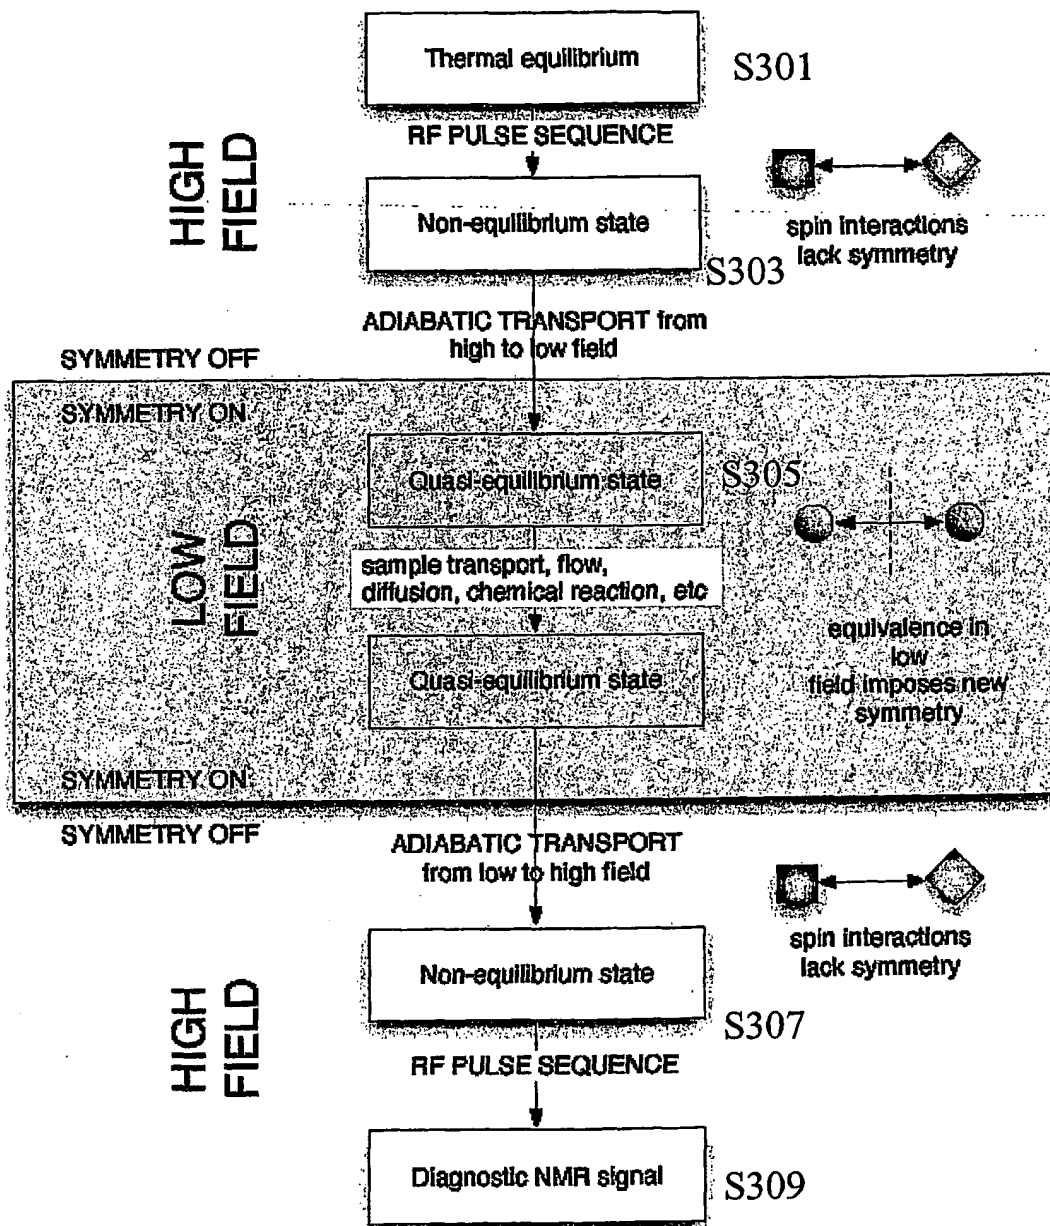 Thermal equilibrium
S301
RF PULSE SEQUENCE
HIGH
FIELD
Non-equilibrium state
S303
spin interactions
lack symmetry
ADIABATIC TRANSPORT from
high to low field
SYMMETRY OFF
SYMMETRY ON
Quasi-equilibrium state
S305
LOW
FIELD
sample transport, flow,
diffusion, chemical reaction, etc
Quasi-equilibrium state
equivalence in
low
field imposes new
symmetry
SYMMETRY ON
SYMMETRY OFF
ADIABATIC TRANSPORT
from low to high field
spin interactions
lack symmetry
HIGH
FIELD
Non-equilibrium state
S307
RF PULSE SEQUENCE
Diagnostic NMR signal
S309